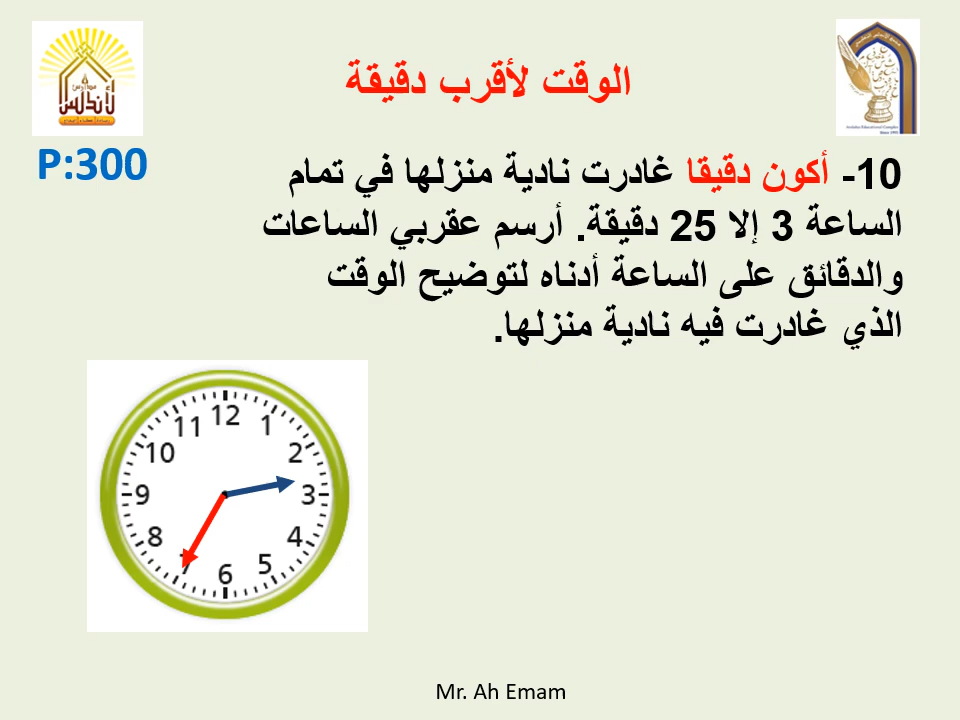 الوقت لأقرب دقيقة
P:300
10- أكون دقيقا غادرت نادية منزلها في تمام
الساعة 3 إلا 25 دقيقة. أرسم عقربي الساعات
والدقائق على الساعة أدناه لتوضيح الوقت
الذي غادرت فيه نادية منزلها.
12
1
2
3
4
5
6
7
8
9
10
11
Mr. Ah Emam